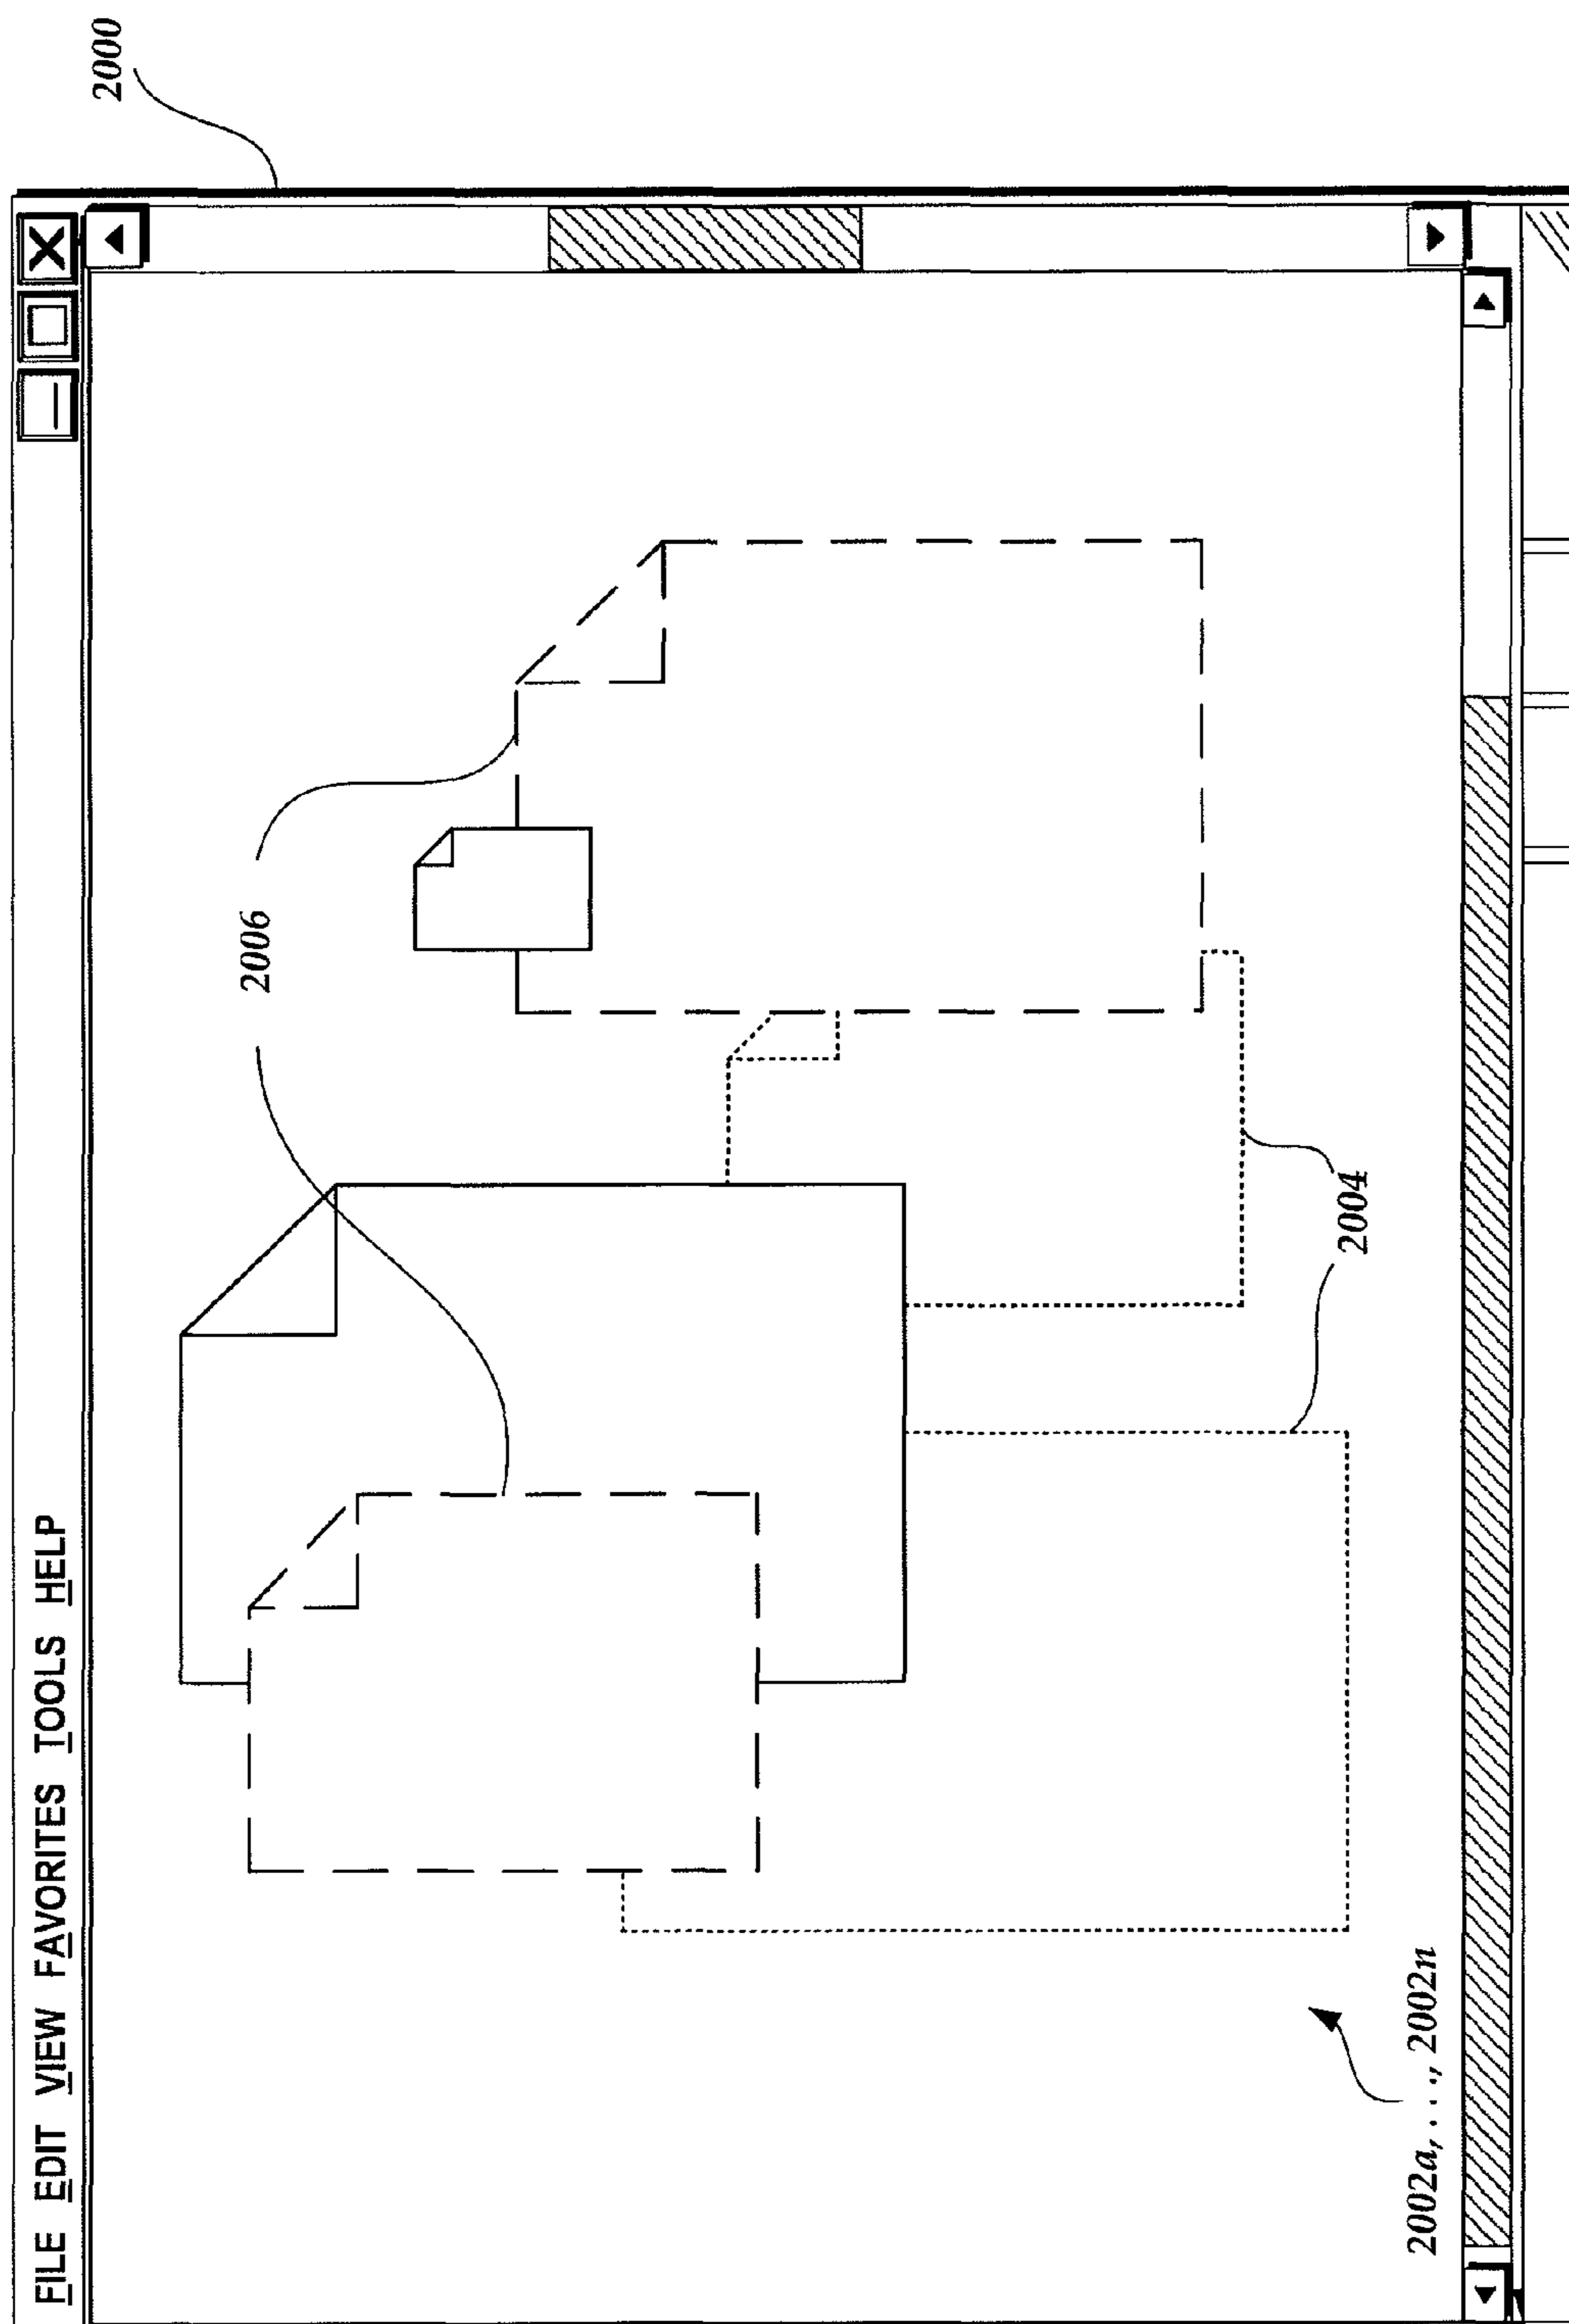 FILE EDIT VIEW FAVORITES TOOLS HELP
2000
2006
2004
2002a, . . ., 2002n